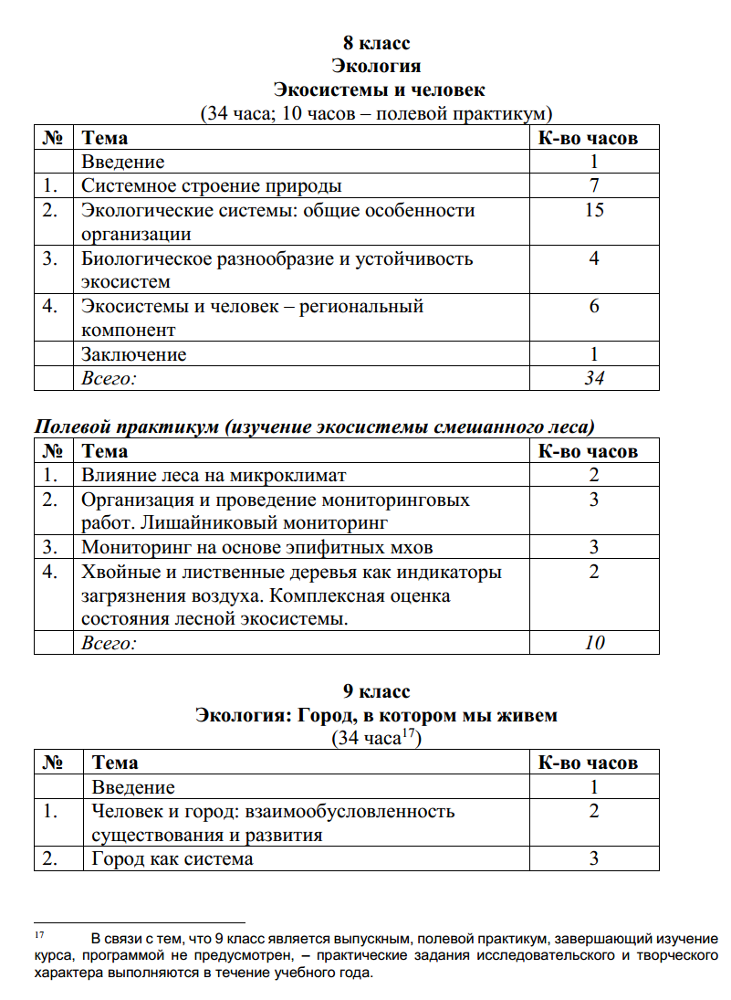 8 класс
Экология
Экосистемы и человек
(34 часа; 10 часов – полевой практикум)
№ Тема К-во часов
Введение 1
1. Системное строение природы 7
2. Экологические системы: общие особенности 15
организации
3. Биологическое разнообразие и устойчивость 4
экосистем
4. Экосистемы и человек – региональный 6
компонент
Заключение 1
Всего: 34
Полевой практикум (изучение экосистемы смешанного леса)
№ Тема К-во часов
1. Влияние леса на микроклимат 2
2. Организация и проведение мониторинговых 3
работ. Лишайниковый мониторинг
3. Мониторинг на основе эпифитных мхов 3
4. Хвойные и лиственные деревья как индикаторы 2
загрязнения воздуха. Комплексная оценка
состояния лесной экосистемы.
Всего: 10
9 класс
Экология: Город, в котором мы живем
(34 часа17)
№ Тема К-во часов
Введение 1
1. Человек и город: взаимообусловленность 2
существования и развития
2. Город как система 3
17 В связи с тем, что 9 класс является выпускным, полевой практикум, завершающий изучение
курса, программой не предусмотрен, – практические задания исследовательского и творческого
характера выполняются в течение учебного года.